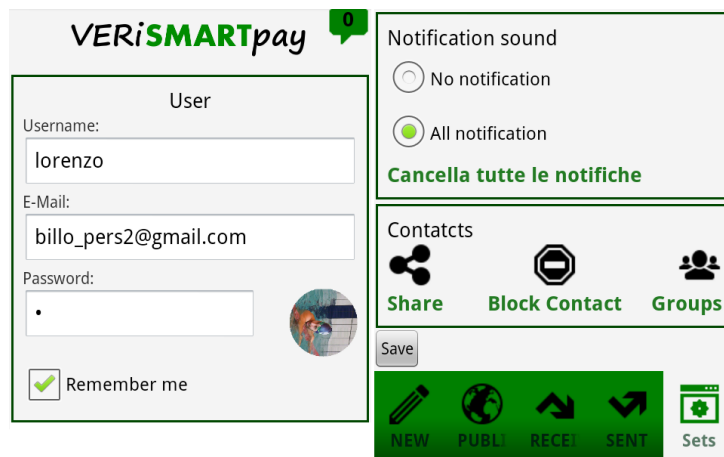 VERiSMARTpay
0
User
Username:
lorenzo
E-Mail:
billo_pers2@gmail.com
Password:
•
Remember me
Notification sound
No notification
All notification
Cancella tutte le notifiche
Contatcts
Share Block Contact Groups
Save
NEW PUBLI RECEI SENT Sets